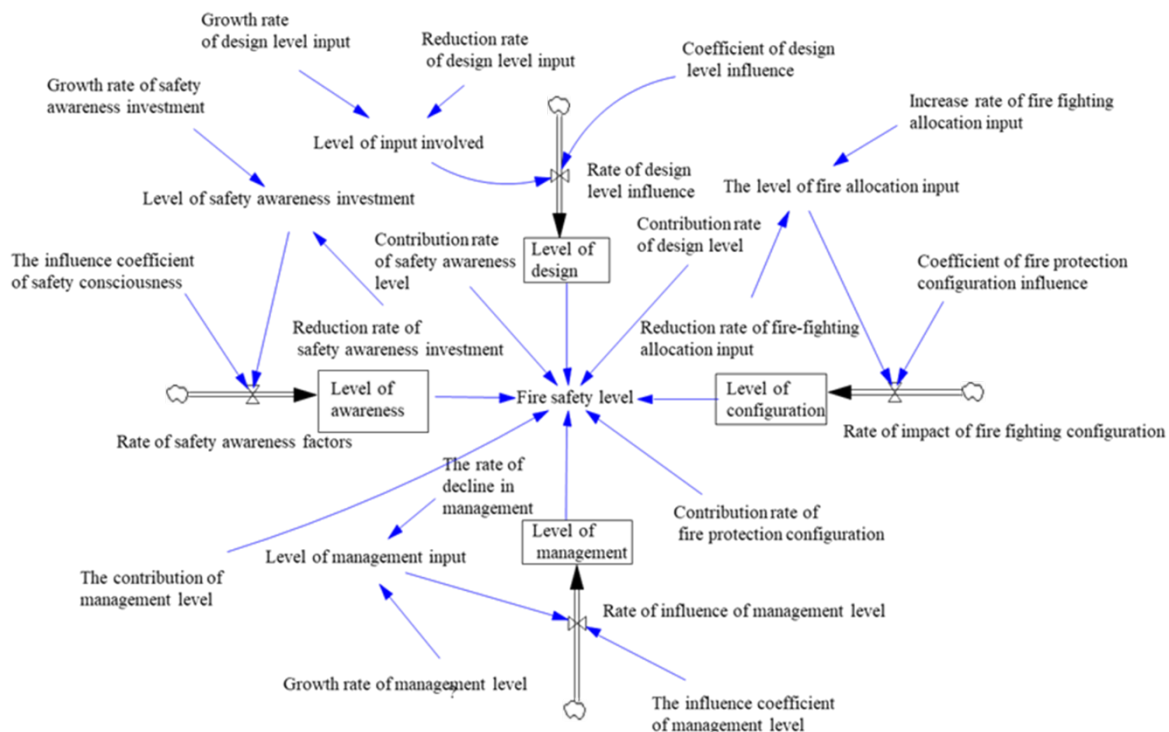 Growth rate
of design level input
Reduction rate
of design level input
Coefficient of design
level influence
Growth rate of safety
awareness investment
Increase rate of fire fighting
allocation input
Level of input involved
Rate of design
level influence
The level of fire allocation input
Level of safety awareness investment
Contribution rate
of safety awareness
level
Level of
design
Contribution rate
of design level
The influence coefficient
of safety consciousness
Coefficient of fire protection
configuration influence
Reduction rate of
safety awareness investment
Reduction rate of fire-fighting
allocation input
Level of
awareness
Fire safety level
Level of
configuration
Rate of safety awareness factors
Rate of impact of fire fighting configuration
The rate of
decline in
management
Contribution rate of
fire protection configuration
Level of
management
Level of management input
The contribution of
management level
Rate of influence of management level
Growth rate of management level
?
The influence coefficient
of management level